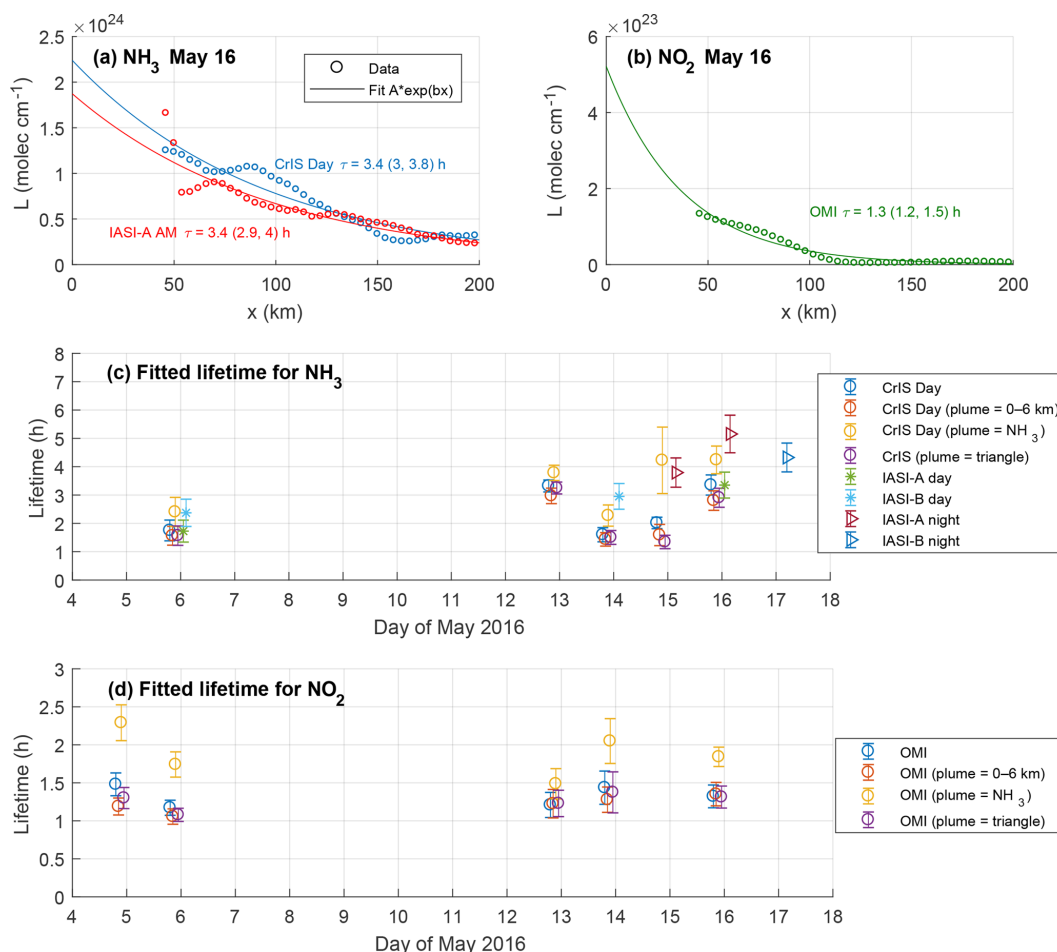 ×10^24
2.5
2
1.5
1
0.5
0
L (molec cm^-1)
(a) NH_3 May 16
Data
Fit A*exp(bx)
CrIS Day τ = 3.4 (3, 3.8) h
IASI-A AM τ = 3.4 (2.9, 4) h
0 50 100 150 200
x (km)
×10^23
6
4
2
0
L (molec cm^-1)
(b) NO_2 May 16
OMI τ = 1.3 (1.2, 1.5) h
0 50 100 150 200
x (km)
8
7
6
5
4
3
2
1
0
Lifetime (h)
(c) Fitted lifetime for NH_3
4 5 6 7 8 9 10 11 12 13 14 15 16 17 18
Day of May 2016
CrIS Day
CrIS Day (plume = 0–6 km)
CrIS Day (plume = NH_3)
CrIS (plume = triangle)
IASI-A day
IASI-B day
IASI-A night
IASI-B night
3
2.5
2
1.5
1
0.5
0
Lifetime (h)
(d) Fitted lifetime for NO_2
4 5 6 7 8 9 10 11 12 13 14 15 16 17 18
Day of May 2016
OMI
OMI (plume = 0–6 km)
OMI (plume = NH_3)
OMI (plume = triangle)